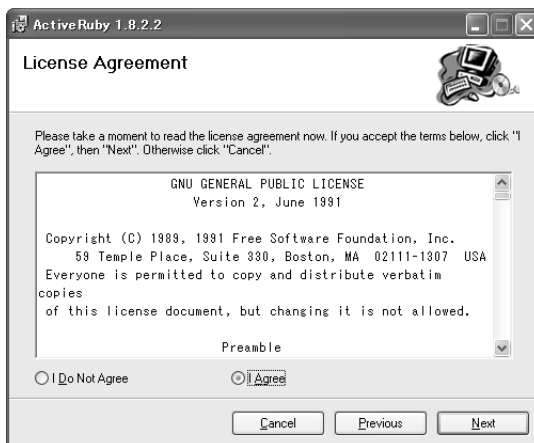 ActiveRuby 1.8.2.2
License Agreement
Please take a moment to read the license agreement now. If you accept the terms below, click "I
Agree", then "Next". Otherwise click "Cancel".
GNU GENERAL PUBLIC LICENSE
Version 2, June 1991
Copyright (C) 1989, 1991 Free Software Foundation, Inc.
59 Temple Place, Suite 330, Boston, MA 02111-1307 USA
Everyone is permitted to copy and distribute verbatim
copies
of this license document, but changing it is not allowed.
Preamble
I Do Not Agree
I Agree
Cancel
Previous
Next